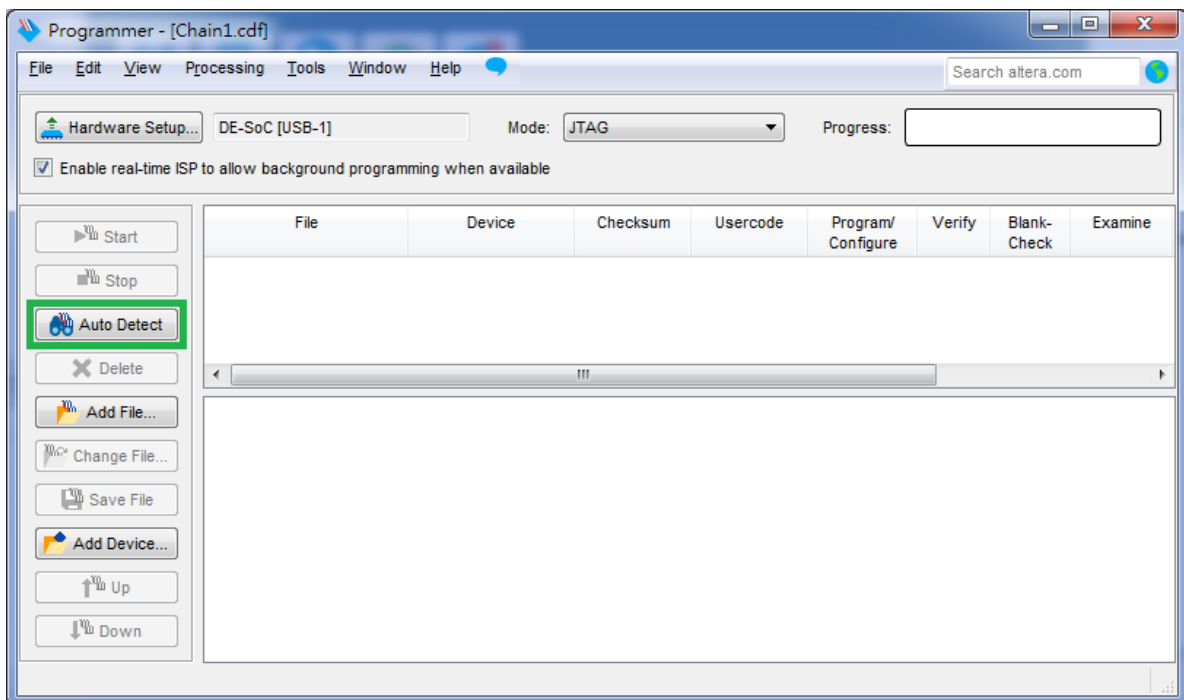 Programmer - [Chain1.cdf]
File Edit View Processing Tools Window Help
Search altera.com
Hardware Setup... DE-SoC [USB-1] Mode: JTAG Progress:
Enable real-time ISP to allow background programming when available
File Device Checksum Usercode Program/Configure Verify Blank-Check Examine
Start
Stop
Auto Detect
Delete
Add File...
Change File...
Save File
Add Device...
Up
Down